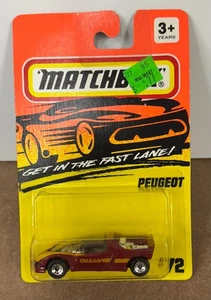 3+
YEARS
MATCHBOX
GET IN THE FAST LANE!
PEUGEOT
72